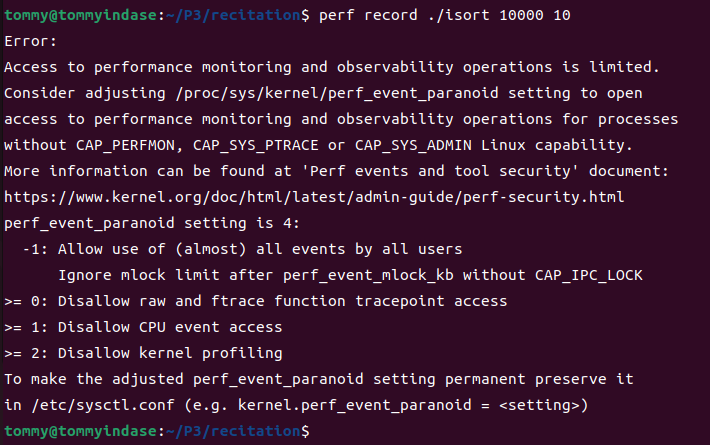 tommy@tommyindase:~/P3/recitation$ perf record ./isort 10000 10
Error:
Access to performance monitoring and observability operations is limited.
Consider adjusting /proc/sys/kernel/perf_event_paranoid setting to open
access to performance monitoring and observability operations for processes
without CAP_PERFMON, CAP_SYS_PTRACE or CAP_SYS_ADMIN Linux capability.
More information can be found at 'Perf events and tool security' document:
https://www.kernel.org/doc/html/latest/admin-guide/perf-security.html
perf_event_paranoid setting is 4:
  -1: Allow use of (almost) all events by all users
      Ignore mlock limit after perf_event_mlock_kb without CAP_IPC_LOCK
>= 0: Disallow raw and ftrace function tracepoint access
>= 1: Disallow CPU event access
>= 2: Disallow kernel profiling
To make the adjusted perf_event_paranoid setting permanent preserve it
in /etc/sysctl.conf (e.g. kernel.perf_event_paranoid = <setting>)
tommy@tommyindase:~/P3/recitation$